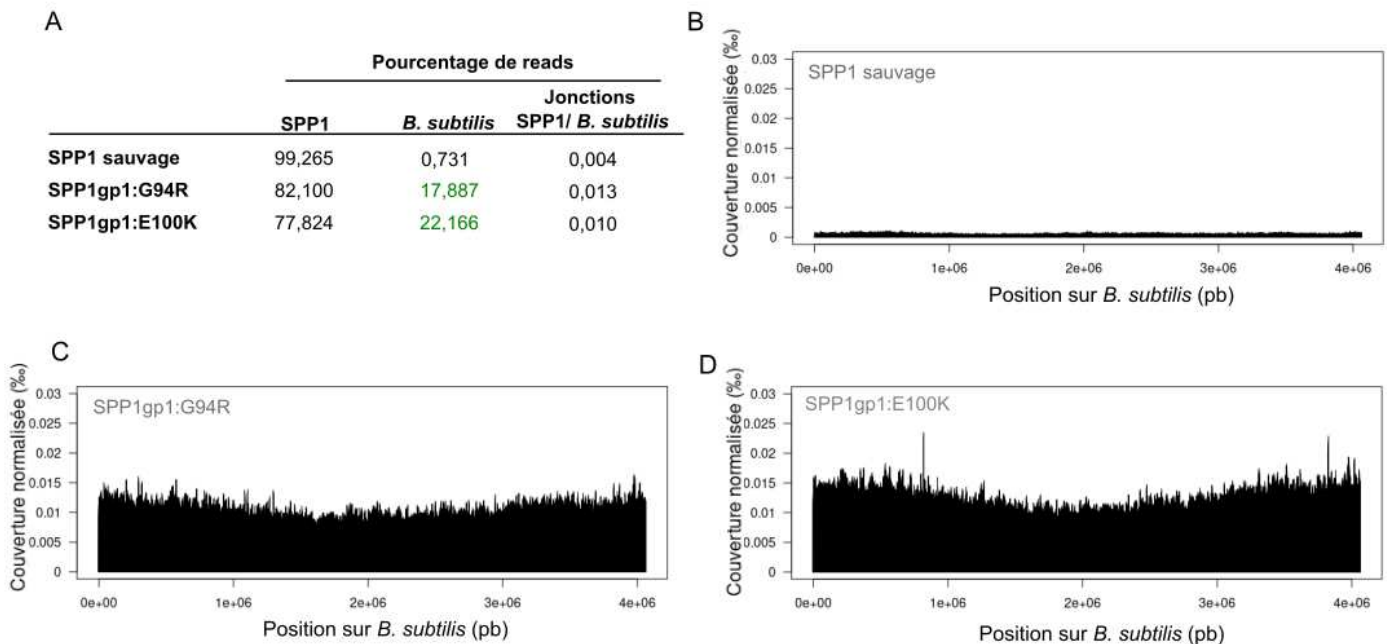 A
Pourcentage de reads
Jonctions
SPP1 B. subtilis SPP1/ B. subtilis
SPP1 sauvage 99,265 0,731 0,004
SPP1gp1:G94R 82,100 17,887 0,013
SPP1gp1:E100K 77,824 22,166 0,010
B
Couverture normalisée (‰)
0.03
0.025
0.02
0.015
0.01
0.005
0
SPP1 sauvage
0e+00 1e+06 2e+06 3e+06 4e+06
Position sur B. subtilis (pb)
C
Couverture normalisée (‰)
0.03
0.025
0.02
0.015
0.01
0.005
0
SPP1gp1:G94R
0e+00 1e+06 2e+06 3e+06 4e+06
Position sur B. subtilis (pb)
D
Couverture normalisée (‰)
0.03
0.025
0.02
0.015
0.01
0.005
0
SPP1gp1:E100K
0e+00 1e+06 2e+06 3e+06 4e+06
Position sur B. subtilis (pb)